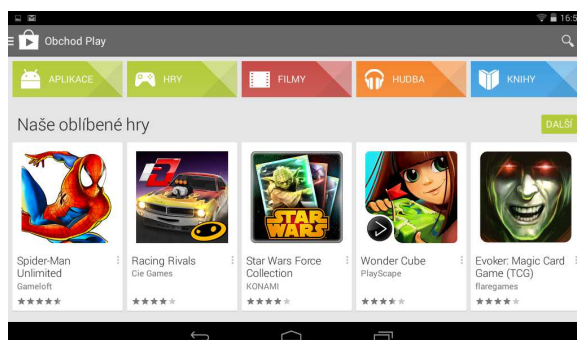 16:5
Obchod Play
APLIKACE
HRY
FILMY
HUDBA
KNIHY
Naše oblíbené hry
DALŠÍ
STAR
WARS
Spider-Man
Unlimited
Gameloft
Racing Rivals
Cie Games
Star Wars Force
Collection
KONAMI
Wonder Cube
PlayScape
Evoker: Magic Card
Game (TCG)
flaregames